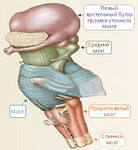 Левый
зрительный бугор
промежуточного
мозга
Средний
мозг
Мост
Продолговатый
мозг
Спинной
мозг